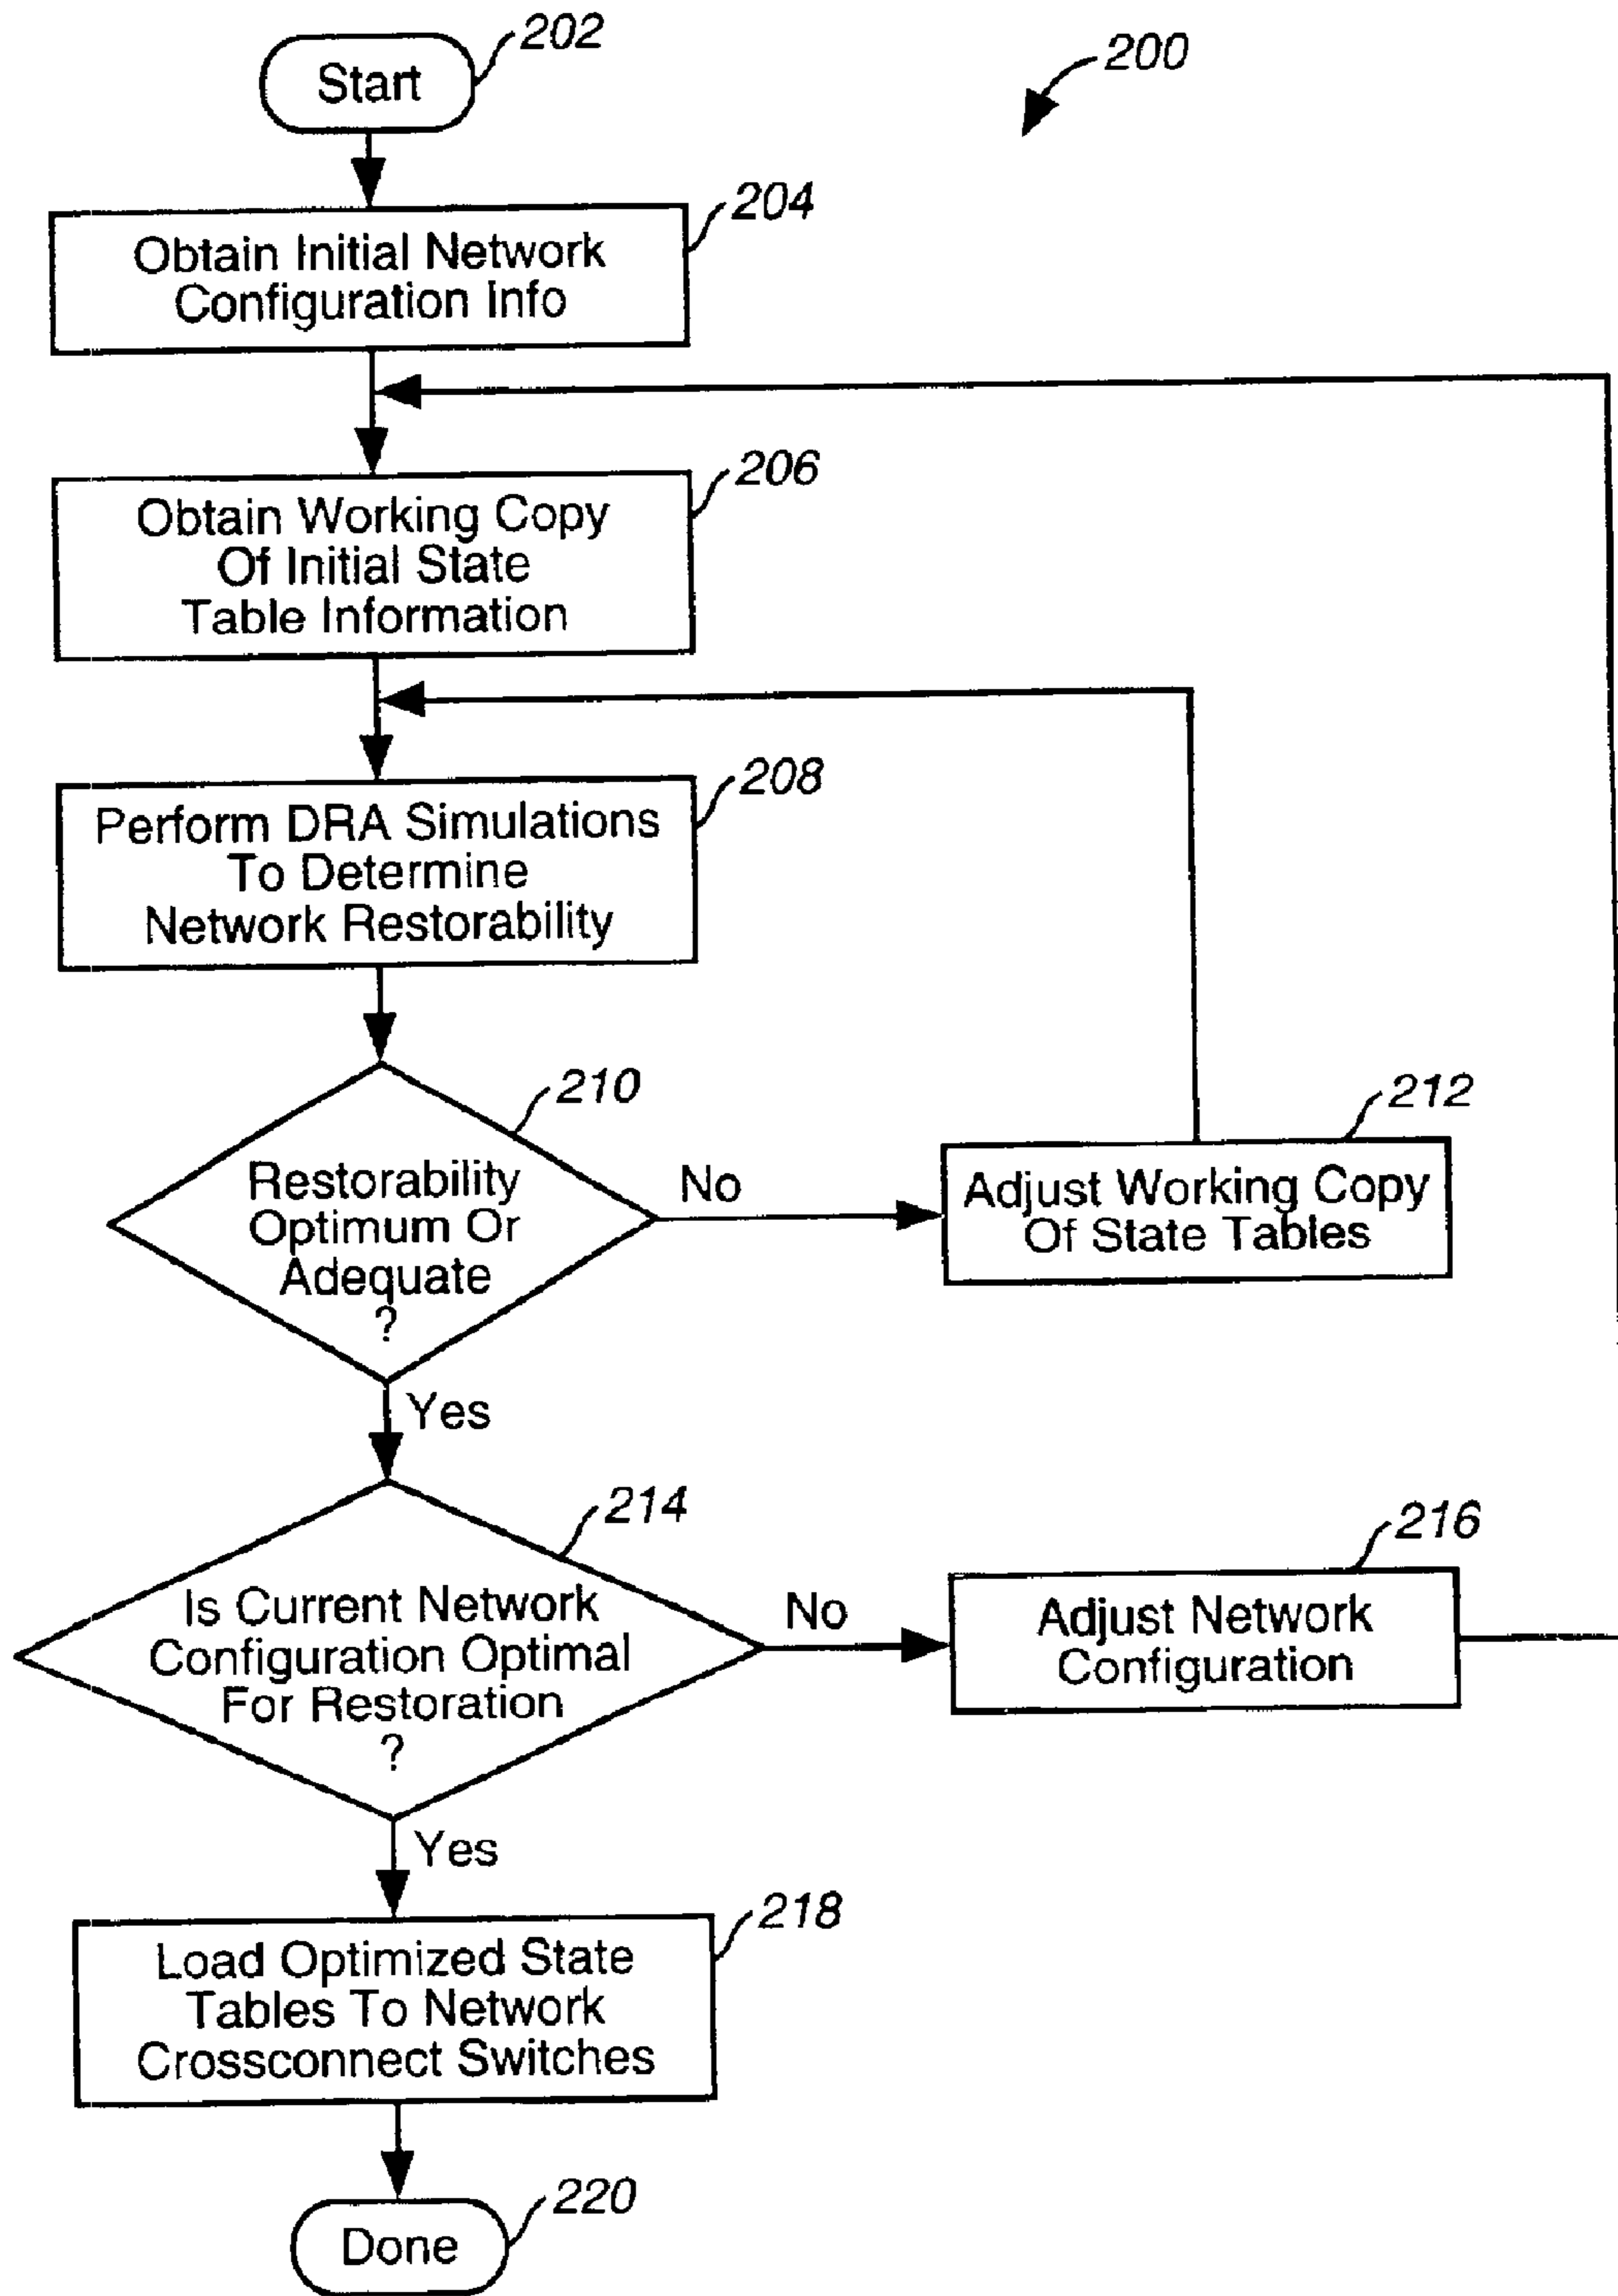 202
Start
200
204
Obtain Initial Network
Configuration Info
206
Obtain Working Copy
Of Initial State
Table Information
208
Perform DRA Simulations
To Determine
Network Restorability
210
Restorability
Optimum Or
Adequate
?
No
212
Adjust Working Copy
Of State Tables
Yes
214
Is Current Network
Configuration Optimal
For Restoration
?
No
216
Adjust Network
Configuration
Yes
218
Load Optimized State
Tables To Network
Crossconnect Switches
220
Done